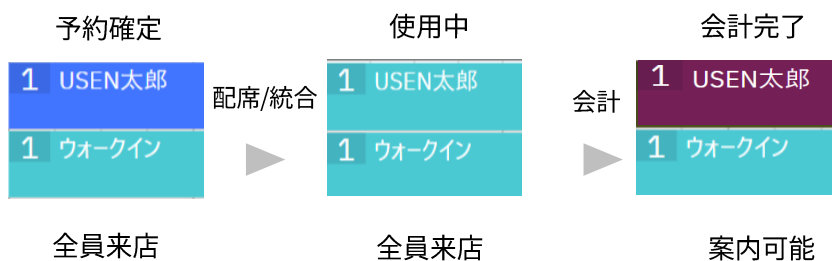 予約確定
使用中
会計完了
1 USEN太郎
1 ウォークイン
配席/統合
1 USEN太郎
1 ウォークイン
会計
1 USEN太郎
1 ウォークイン
全員来店
全員来店
案内可能